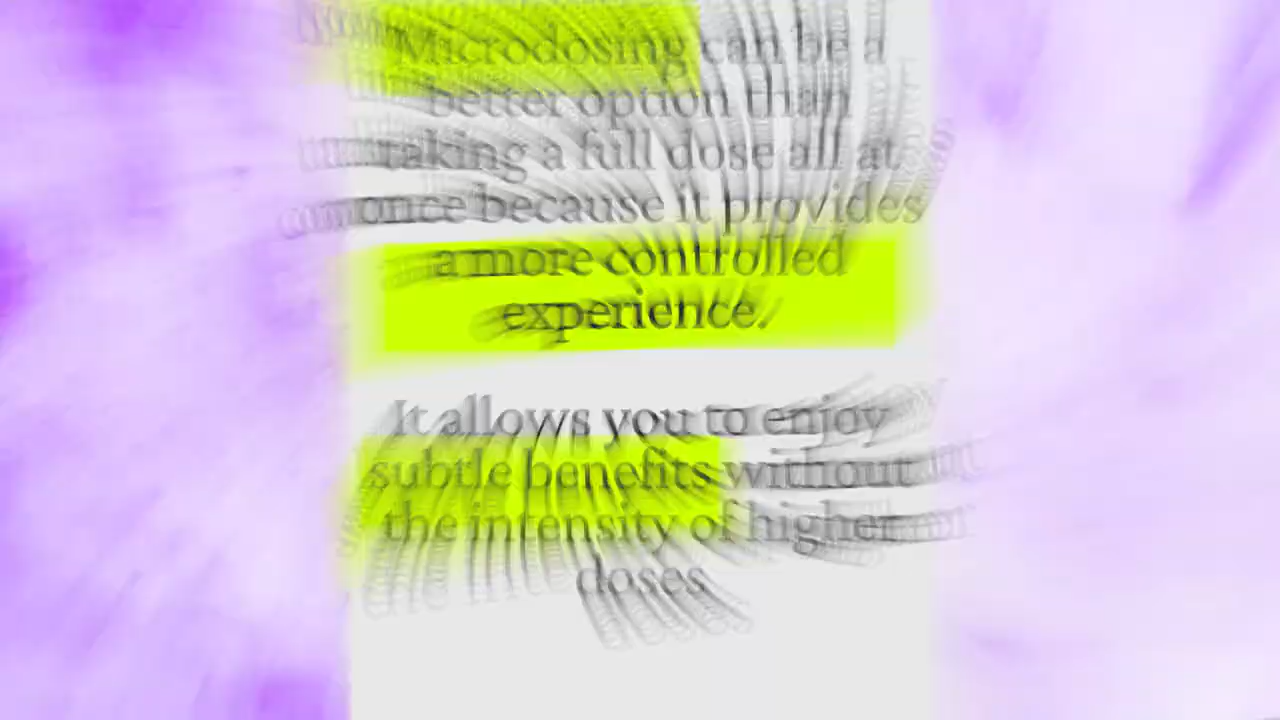 Microdosing can be a
better option than
taking a full dose all at
once because it provides
a more controlled
experience.
It allows you to enjoy
subtle benefits without
the intensity of higher
doses